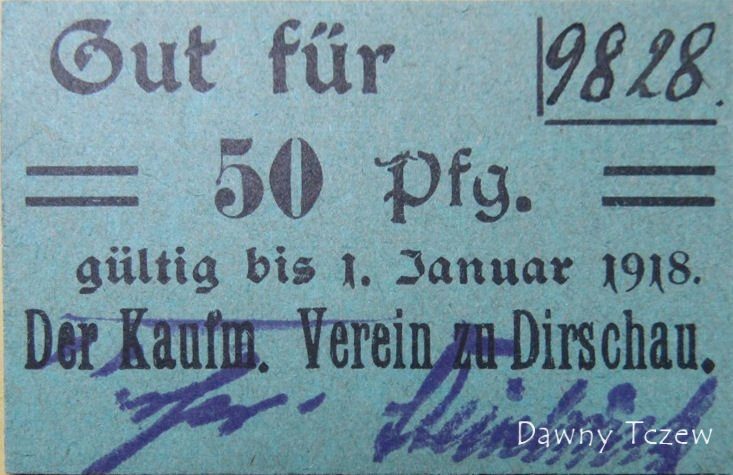 Gut für
9828.
50 Pfg.
gültig bis 1. Januar 1918.
Der Kaufm. Verein zu Dirschau.
Dawny Tczew